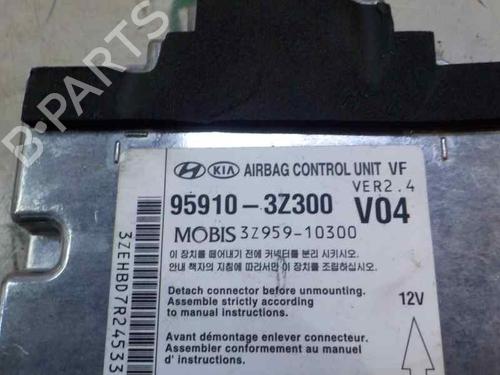 B-PARTS
KIA AIRBAG CONTROL UNIT VF
VER2.4
95910-3Z300 V04
MOBIS 3Z959-10300
이 장치를 떼어내기 전에 커넥터를 분리 시키시오.
안내 책자의 지침에 따라서만 이 장치를 조립하시오.
Detach connector before unmounting.
Assemble strictly according
to manual instructions.
12V
Avant démontage enlever connecteur.
Assembler conformement au manuel
d' instructions.
3ZEHBD7R24533